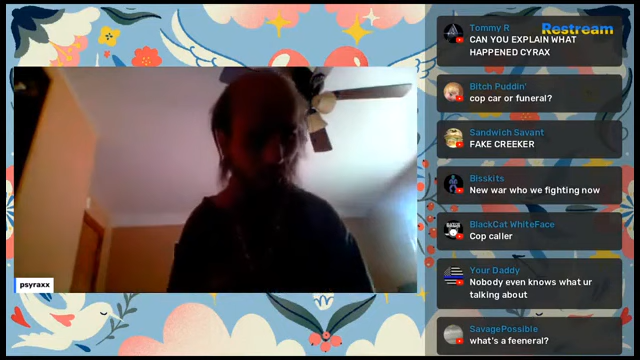 Restream
Tommy R
CAN YOU EXPLAIN WHAT
HAPPENED CYRAX
Bitch Puddin'
cop car or funeral?
Sandwich Savant
FAKE CREEKER
Bisskits
New war who we fighting now
BlackCat WhiteFace
Cop caller
Your Daddy
Nobody even knows what ur
talking about
SavagePossible
what's a feeneral?
psyraxx